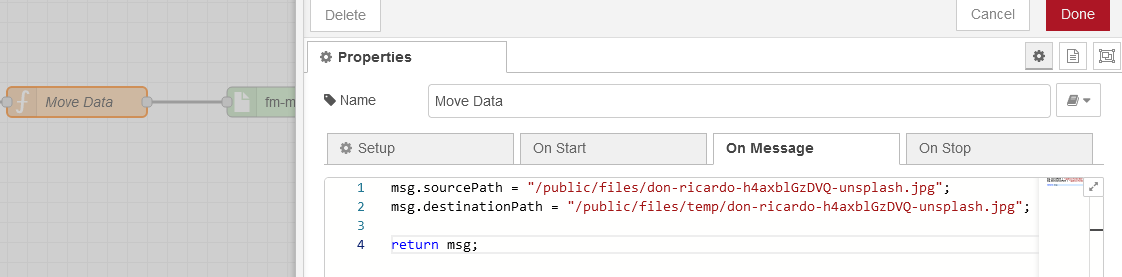 Delete
Cancel
Done
Properties
Move Data
fm-m
Name
Move Data
Setup
On Start
On Message
On Stop
1 msg.sourcePath = "/public/files/don-ricardo-h4axblGzDVQ-unsplash.jpg";
2 msg.destinationPath = "/public/files/temp/don-ricardo-h4axblGzDVQ-unsplash.jpg";
3
4 return msg;